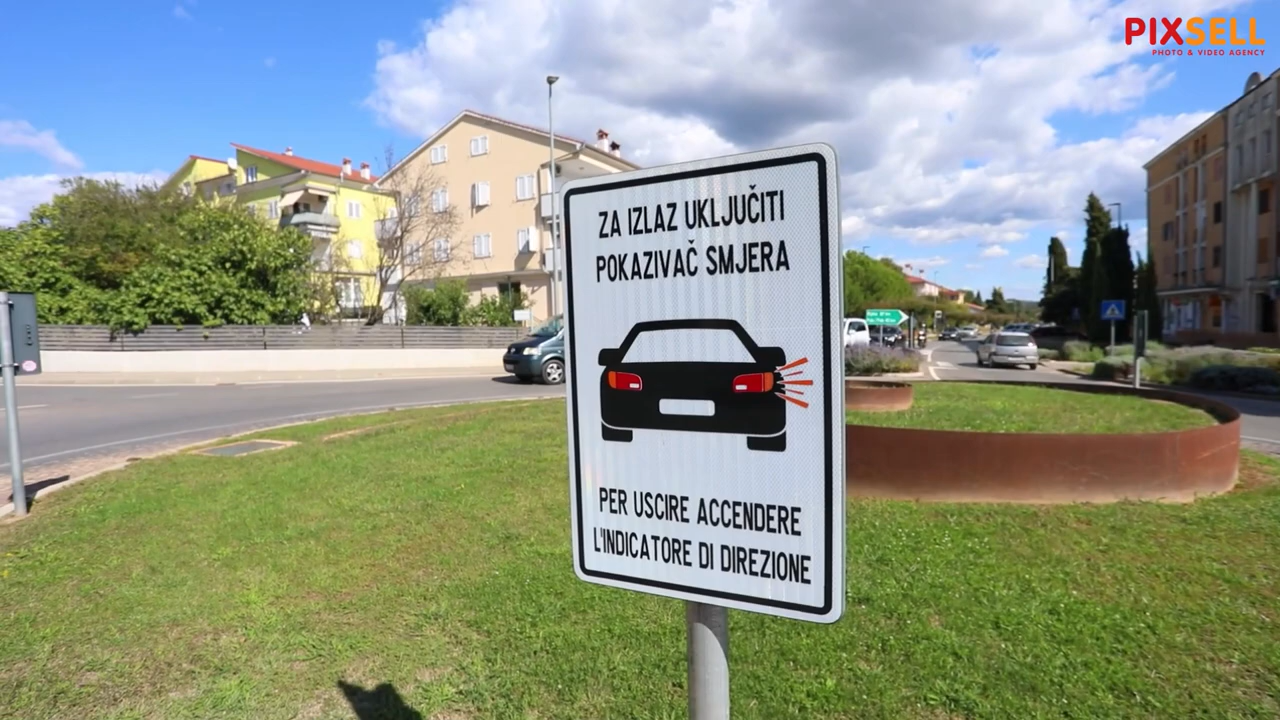 PIXSELL
PHOTO & VIDEO AGENCY
ZA IZLAZ UKLJUČITI
POKAZIVAČ SMJERA
PER USCIRE ACCENDERE
L'INDICATORE DI DIREZIONE